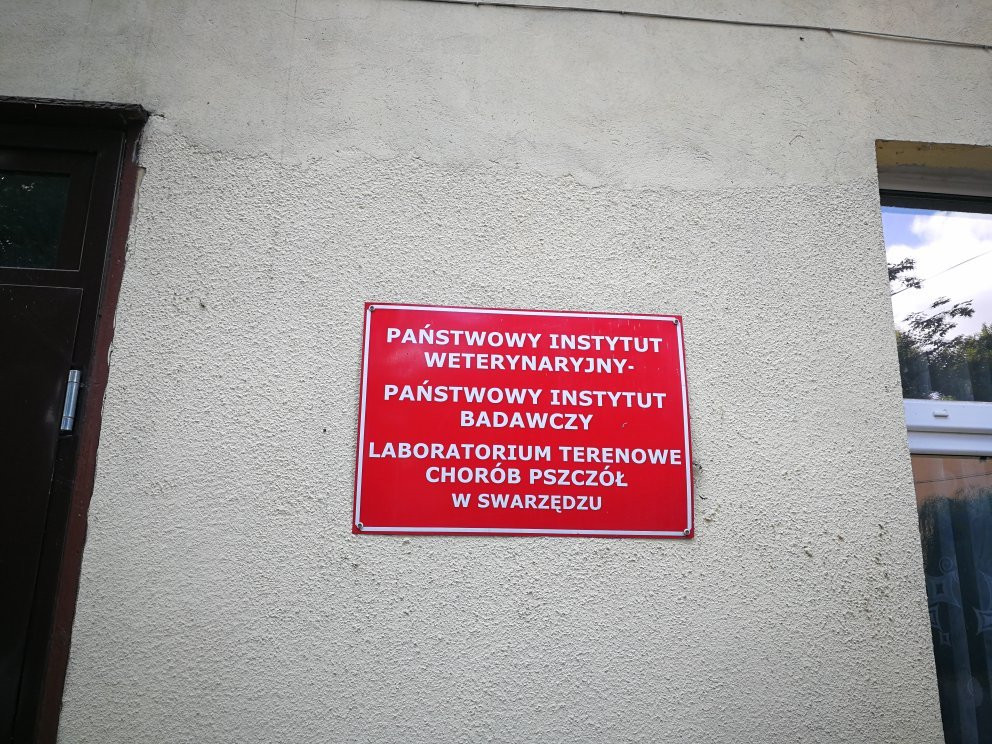 PAŃSTWOWY INSTYTUT
WETERYNARYJNY-
PAŃSTWOWY INSTYTUT
BADAWCZY
LABORATORIUM TERENOWE
CHORÓB PSZCZÓŁ
W SWARZĘDZU